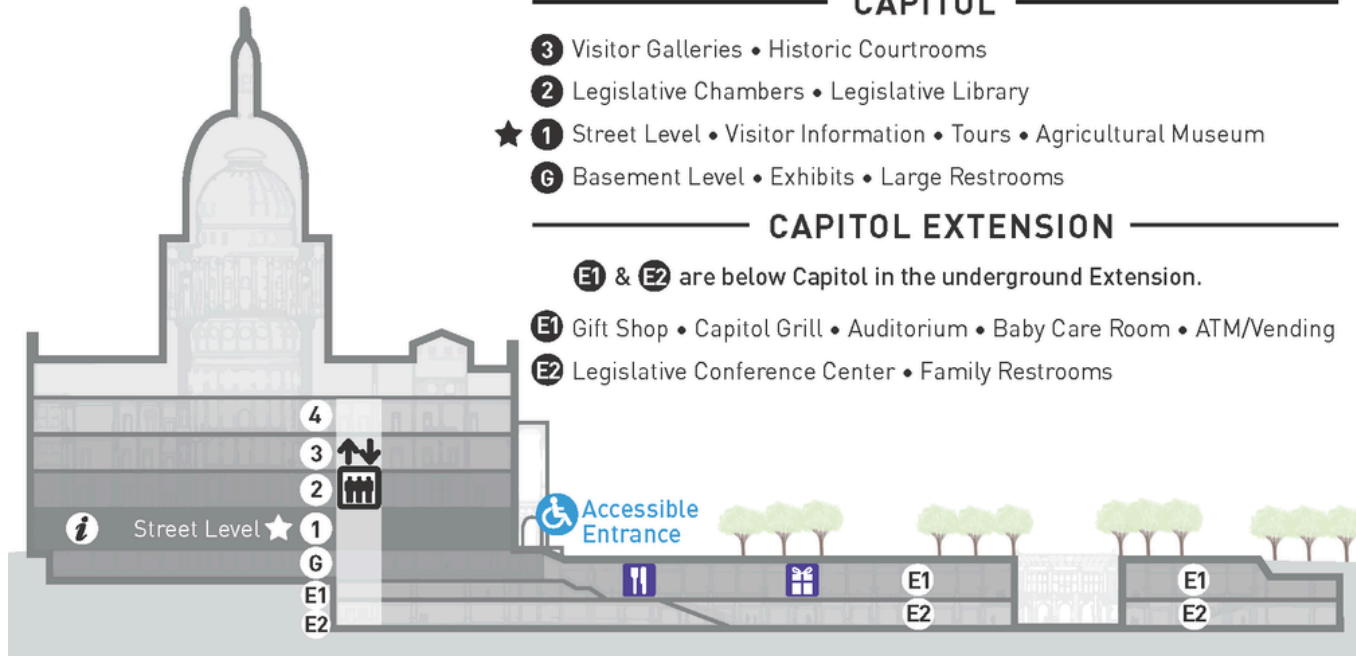 CAPITOL
3 Visitor Galleries • Historic Courtrooms
2 Legislative Chambers • Legislative Library
★ 1 Street Level • Visitor Information • Tours • Agricultural Museum
G Basement Level • Exhibits • Large Restrooms
CAPITOL EXTENSION
E1 & E2 are below Capitol in the underground Extension.
E1 Gift Shop • Capitol Grill • Auditorium • Baby Care Room • ATM/Vending
E2 Legislative Conference Center • Family Restrooms
4
3
2
i Street Level ★ 1
Accessible
Entrance
G
E1
E2
E1
E2
E1
E2